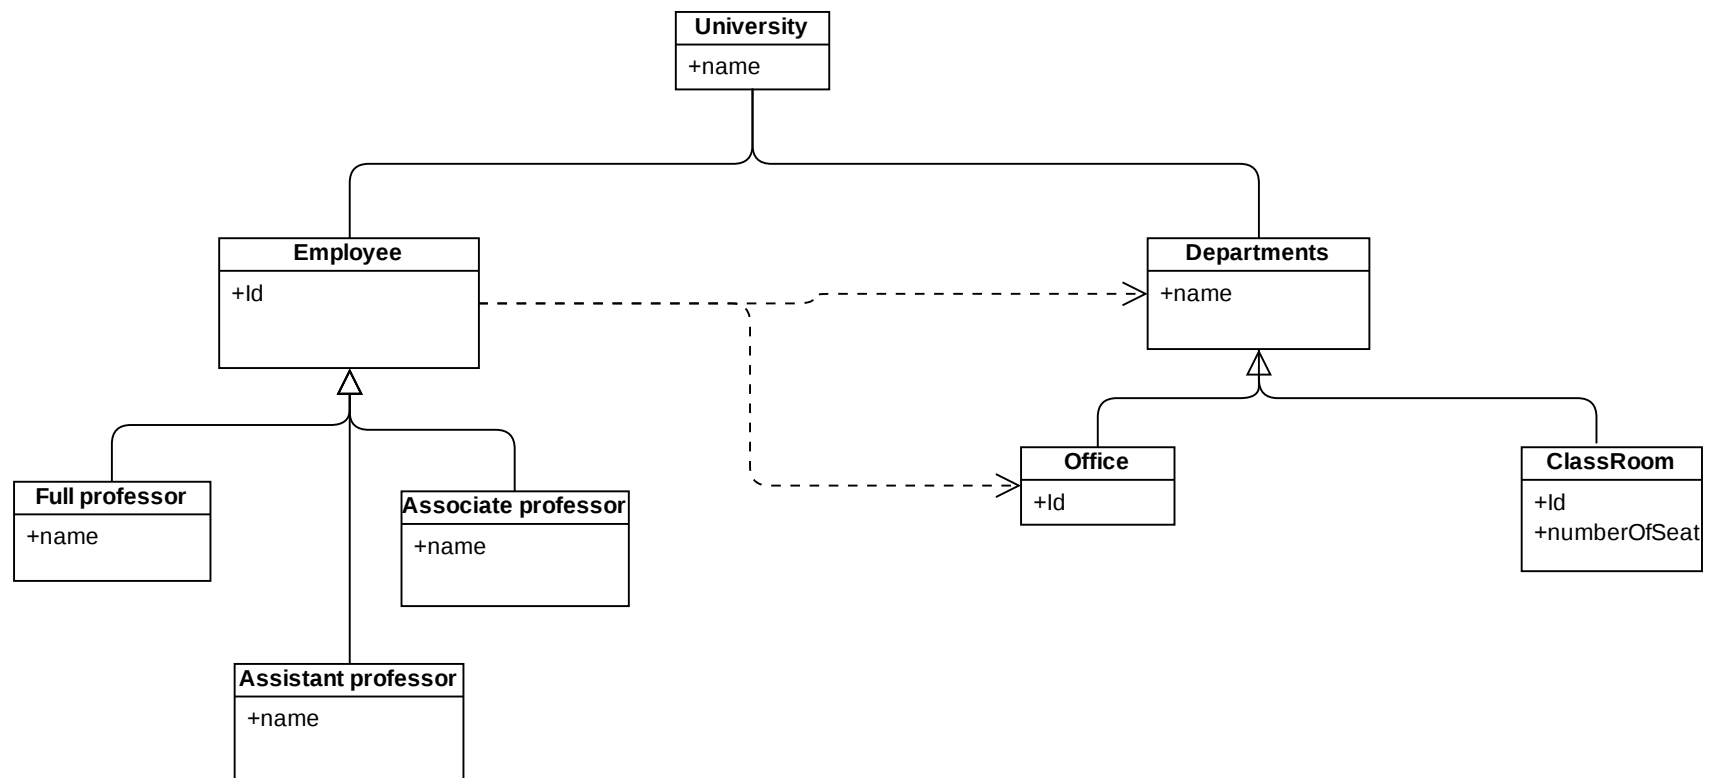 University
+name
Employee
+Id
Departments
+name
Full professor
+name
Associate professor
+name
Assistant professor
+name
Office
+Id
ClassRoom
+Id
+numberOfSeat